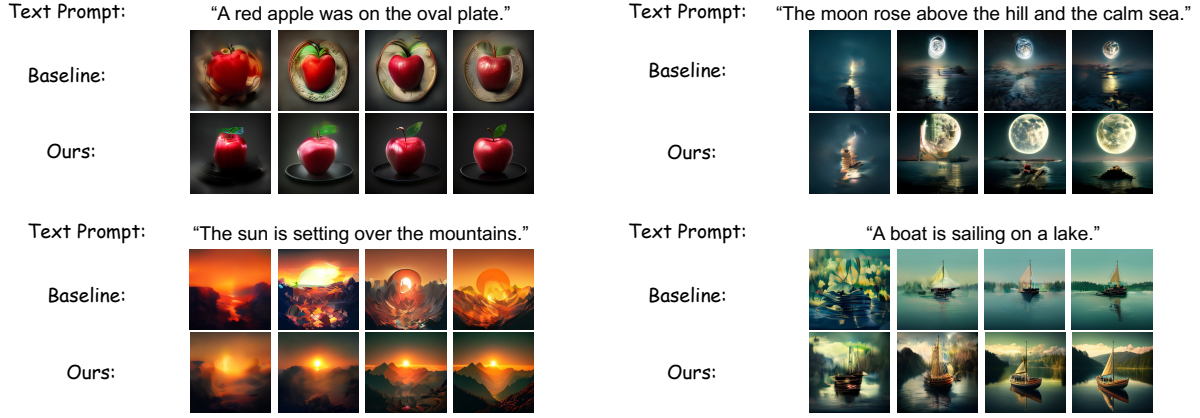 Text Prompt: “A red apple was on the oval plate.”
Baseline:
Ours:
Text Prompt: “The moon rose above the hill and the calm sea.”
Baseline:
Ours:
Text Prompt: “The sun is setting over the mountains.”
Baseline:
Ours:
Text Prompt: “A boat is sailing on a lake.”
Baseline:
Ours: